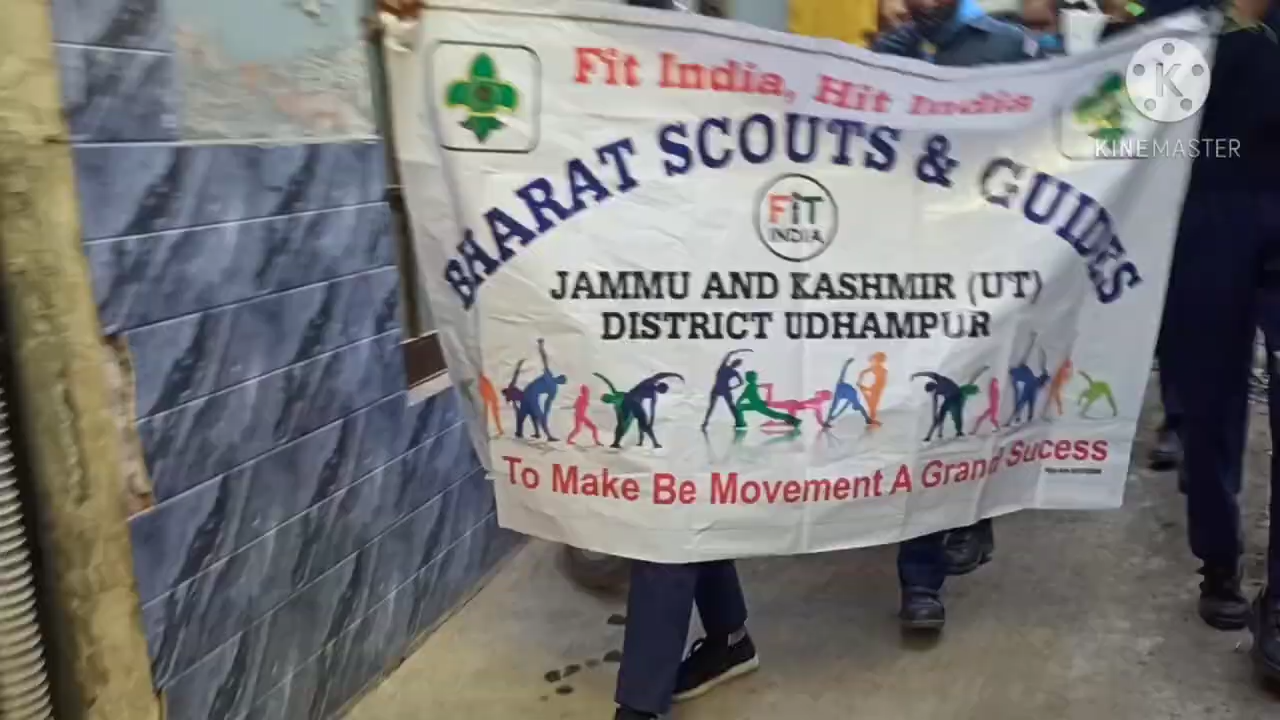 Fit India, Hit India
BHARAT SCOUTS & GUIDES
FiT
INDIA
JAMMU AND KASHMIR (UT)
DISTRICT UDHAMPUR
To Make Be Movement A Grand Sucess
K
KINEMASTER